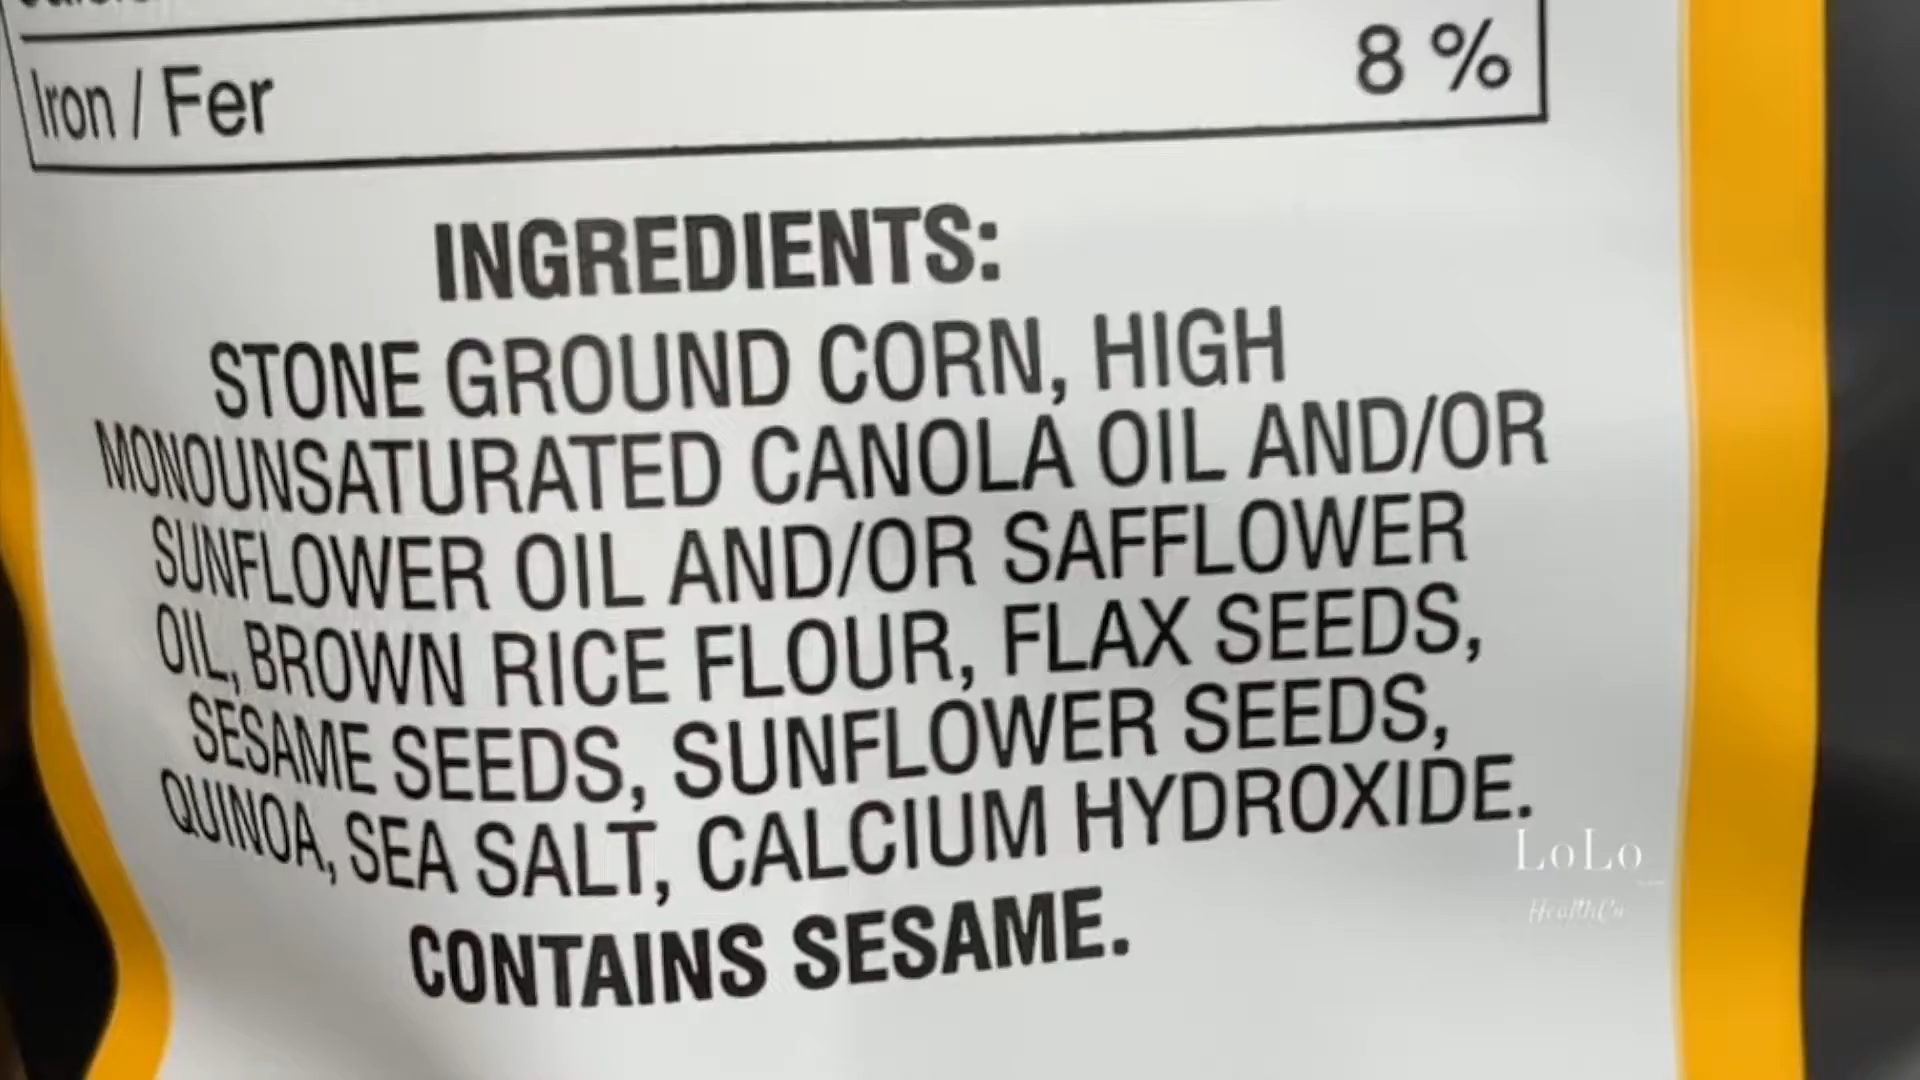 Iron / Fer 8 %
INGREDIENTS:
STONE GROUND CORN, HIGH
MONOUNSATURATED CANOLA OIL AND/OR
SUNFLOWER OIL AND/OR SAFFLOWER
OIL, BROWN RICE FLOUR, FLAX SEEDS,
SESAME SEEDS, SUNFLOWER SEEDS,
QUINOA, SEA SALT, CALCIUM HYDROXIDE.
CONTAINS SESAME.
LoLo